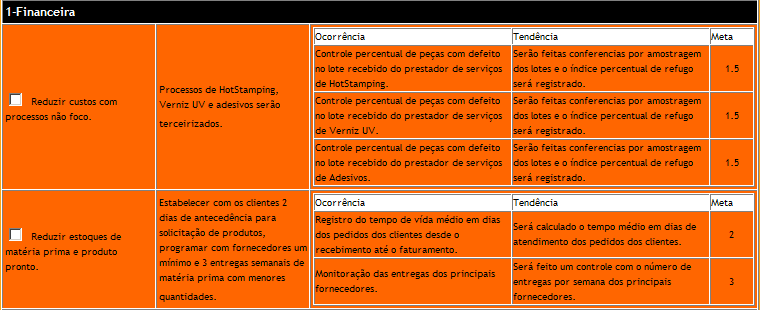 1-Financeira
Reduzir custos com
processos não foco.
Processos de HotStamping,
Verniz UV e adesivos serão
terceirizados.
Ocorrência Tendência Meta
Controle percentual de peças com defeito
no lote recebido do prestador de serviços
de HotStamping.
Serão feitas conferencias por amostragem
dos lotes e o índice percentual de refugo
será registrado.
1.5
Controle percentual de peças com defeito
no lote recebido do prestador de serviços
de Verniz UV.
Serão feitas conferencias por amostragem
dos lotes e o índice percentual de refugo
será registrado.
1.5
Controle percentual de peças com defeito
no lote recebido do prestador de serviços
de Adesivos.
Serão feitas conferencias por amostragem
dos lotes e o índice percentual de refugo
será registrado.
1.5
Reduzir estoques de
matéria prima e produto
pronto.
Estabelecer com os clientes 2
dias de antecedência para
solicitação de produtos,
programar com fornecedores um
mínimo e 3 entregas semanais de
matéria prima com menores
quantidades.
Ocorrência Tendência Meta
Registro do tempo de vida médio em dias
dos pedidos dos clientes desde o
recebimento até o faturamento.
Será calculado o tempo médio em dias de
atendimento dos pedidos dos clientes.
2
Monitoração das entregas dos principais
fornecedores.
Será feito um controle com o número de
entregas por semana dos principais
fornecedores.
3